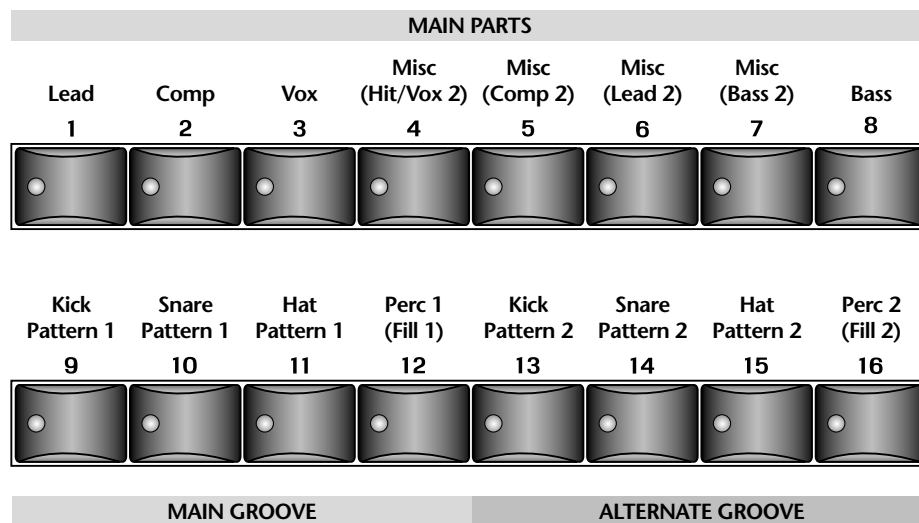 MAIN PARTS
Misc Misc Misc Misc
Lead Comp Vox (Hit/Vox 2) (Comp 2) (Lead 2) (Bass 2) Bass
1 2 3 4 5 6 7 8
Kick Snare Hat Perc 1 Kick Snare Hat Perc 2
Pattern 1 Pattern 1 Pattern 1 (Fill 1) Pattern 2 Pattern 2 Pattern 2 (Fill 2)
9 10 11 12 13 14 15 16
MAIN GROOVE ALTERNATE GROOVE